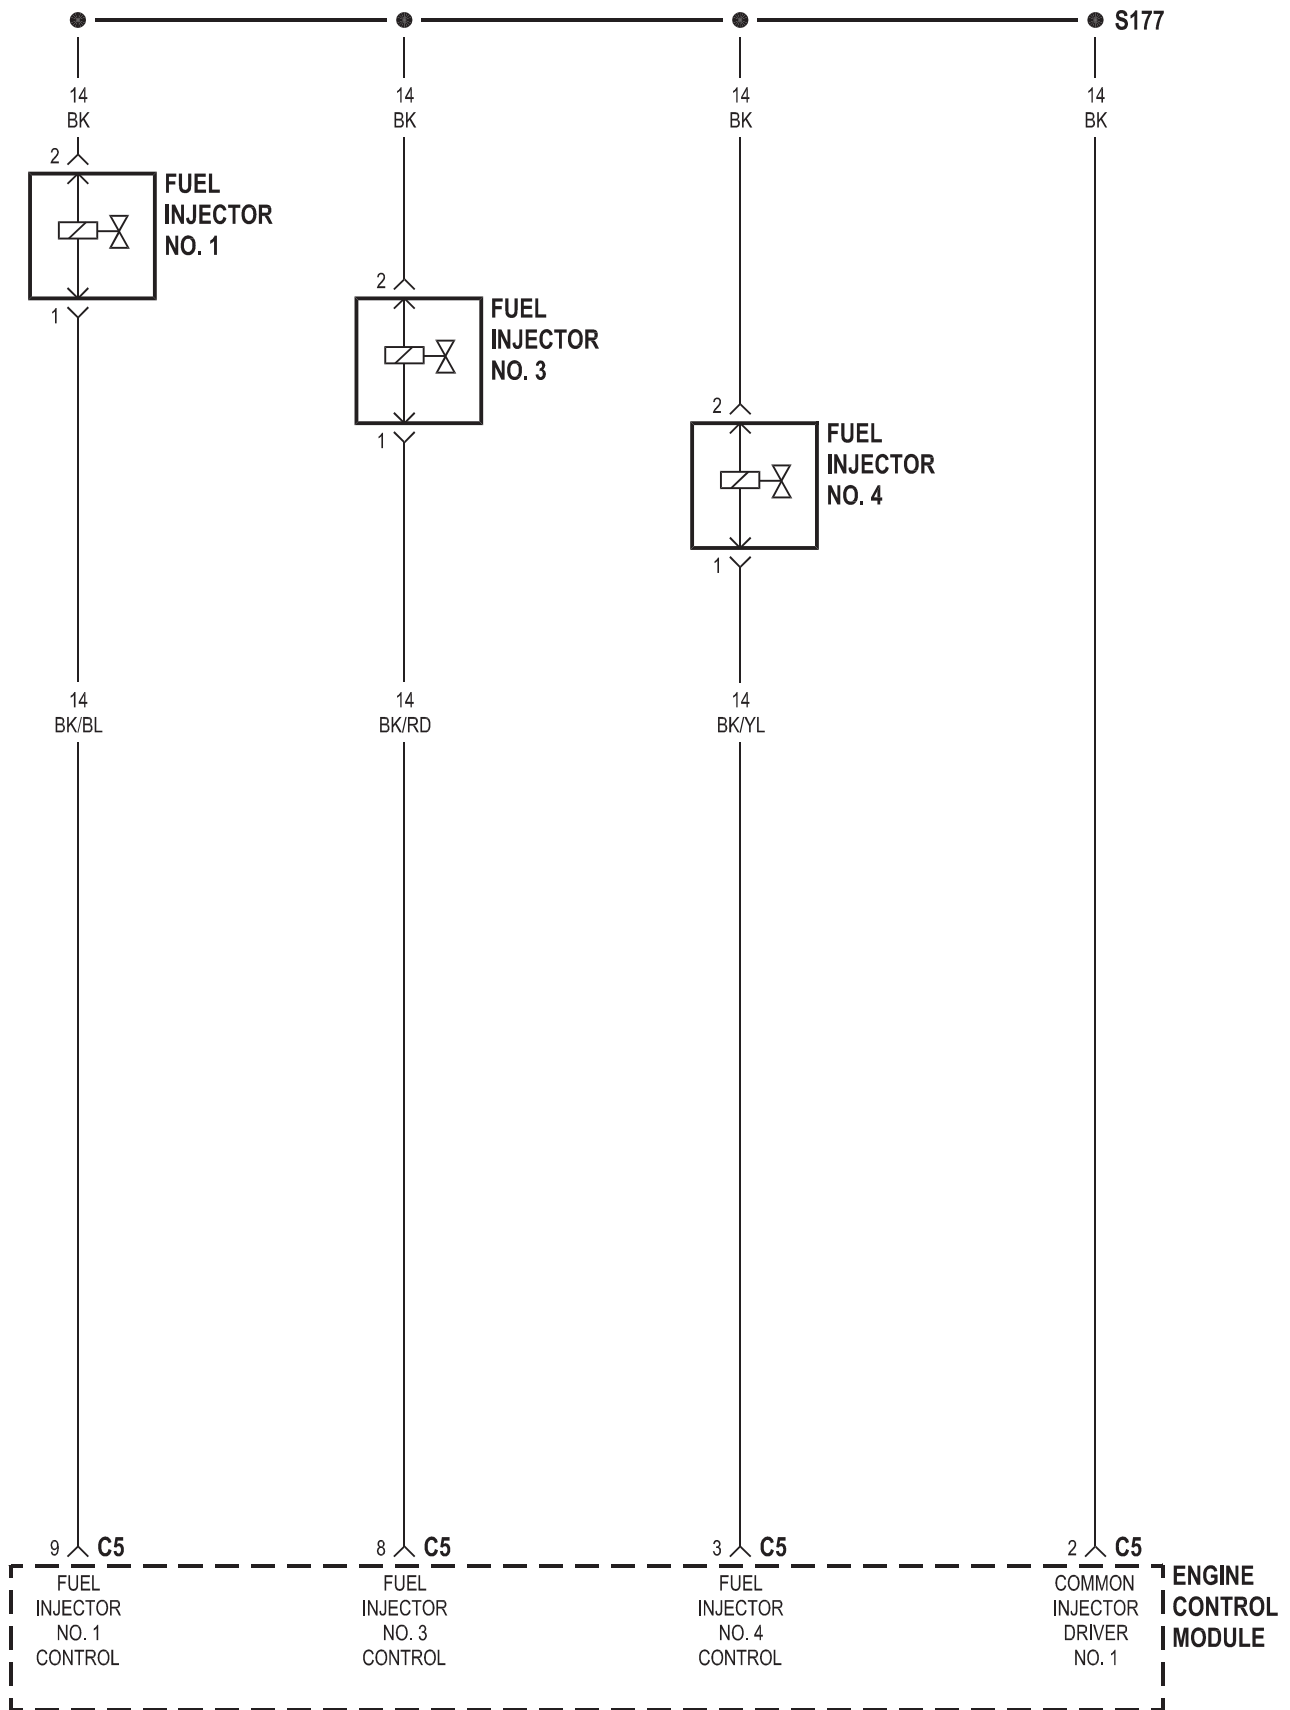 S177
14
BK
14
BK
14
BK
14
BK
2
FUEL
INJECTOR
NO. 1
1
2
FUEL
INJECTOR
NO. 3
1
2
FUEL
INJECTOR
NO. 4
1
14
BK/BL
14
BK/RD
14
BK/YL
9 C5
8 C5
3 C5
2 C5
FUEL
INJECTOR
NO. 1
CONTROL
FUEL
INJECTOR
NO. 3
CONTROL
FUEL
INJECTOR
NO. 4
CONTROL
COMMON
INJECTOR
DRIVER
NO. 1
ENGINE
CONTROL
MODULE